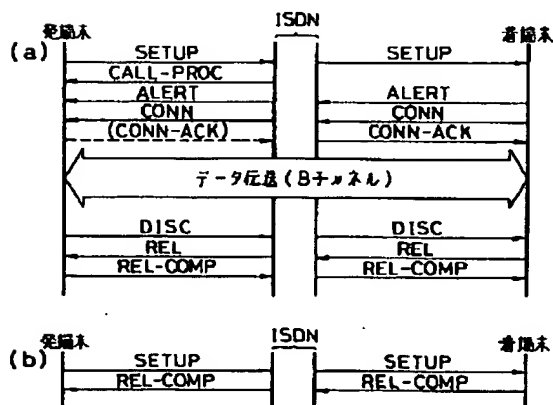 発端末 ISDN 着端末
(a)
SETUP SETUP
CALL-PROC
ALERT ALERT
CONN CONN
(CONN-ACK) CONN-ACK
データ伝送(Bチャネル)
DISC DISC
REL REL
REL-COMP REL-COMP
発端末 ISDN 着端末
(b)
SETUP SETUP
REL-COMP REL-COMP